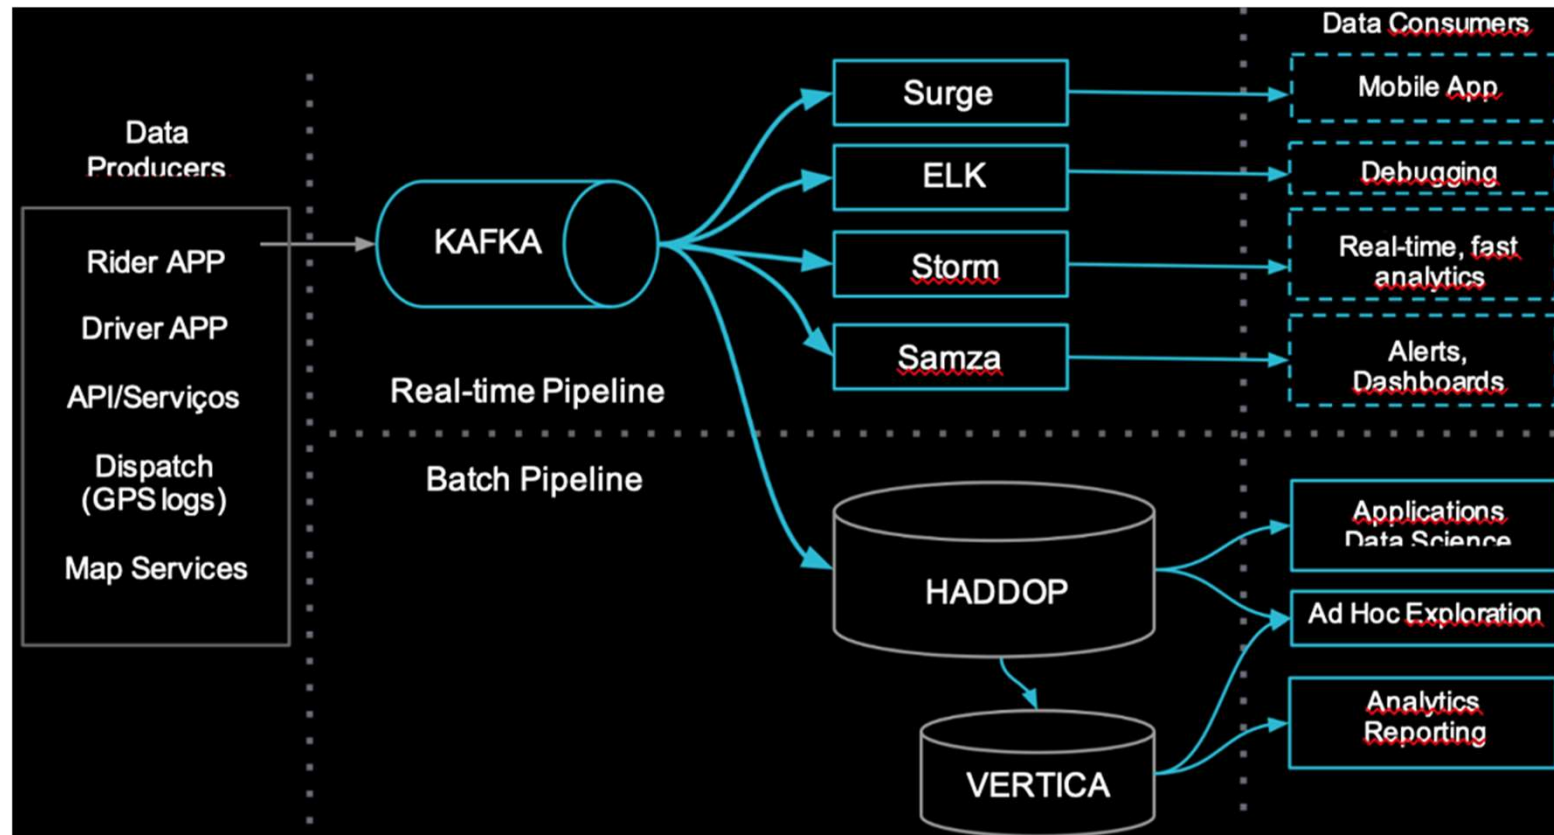 Data Consumers
Data
Producers
Rider APP
Driver APP
API/Serviços
Dispatch
(GPS logs)
Map Services
KAFKA
Real-time Pipeline
Batch Pipeline
Surge
ELK
Storm
Samza
Mobile App
Debugging
Real-time, fast
analytics
Alerts,
Dashboards
HADDOP
VERTICA
Applications
Data Science
Ad Hoc Exploration
Analytics
Reporting